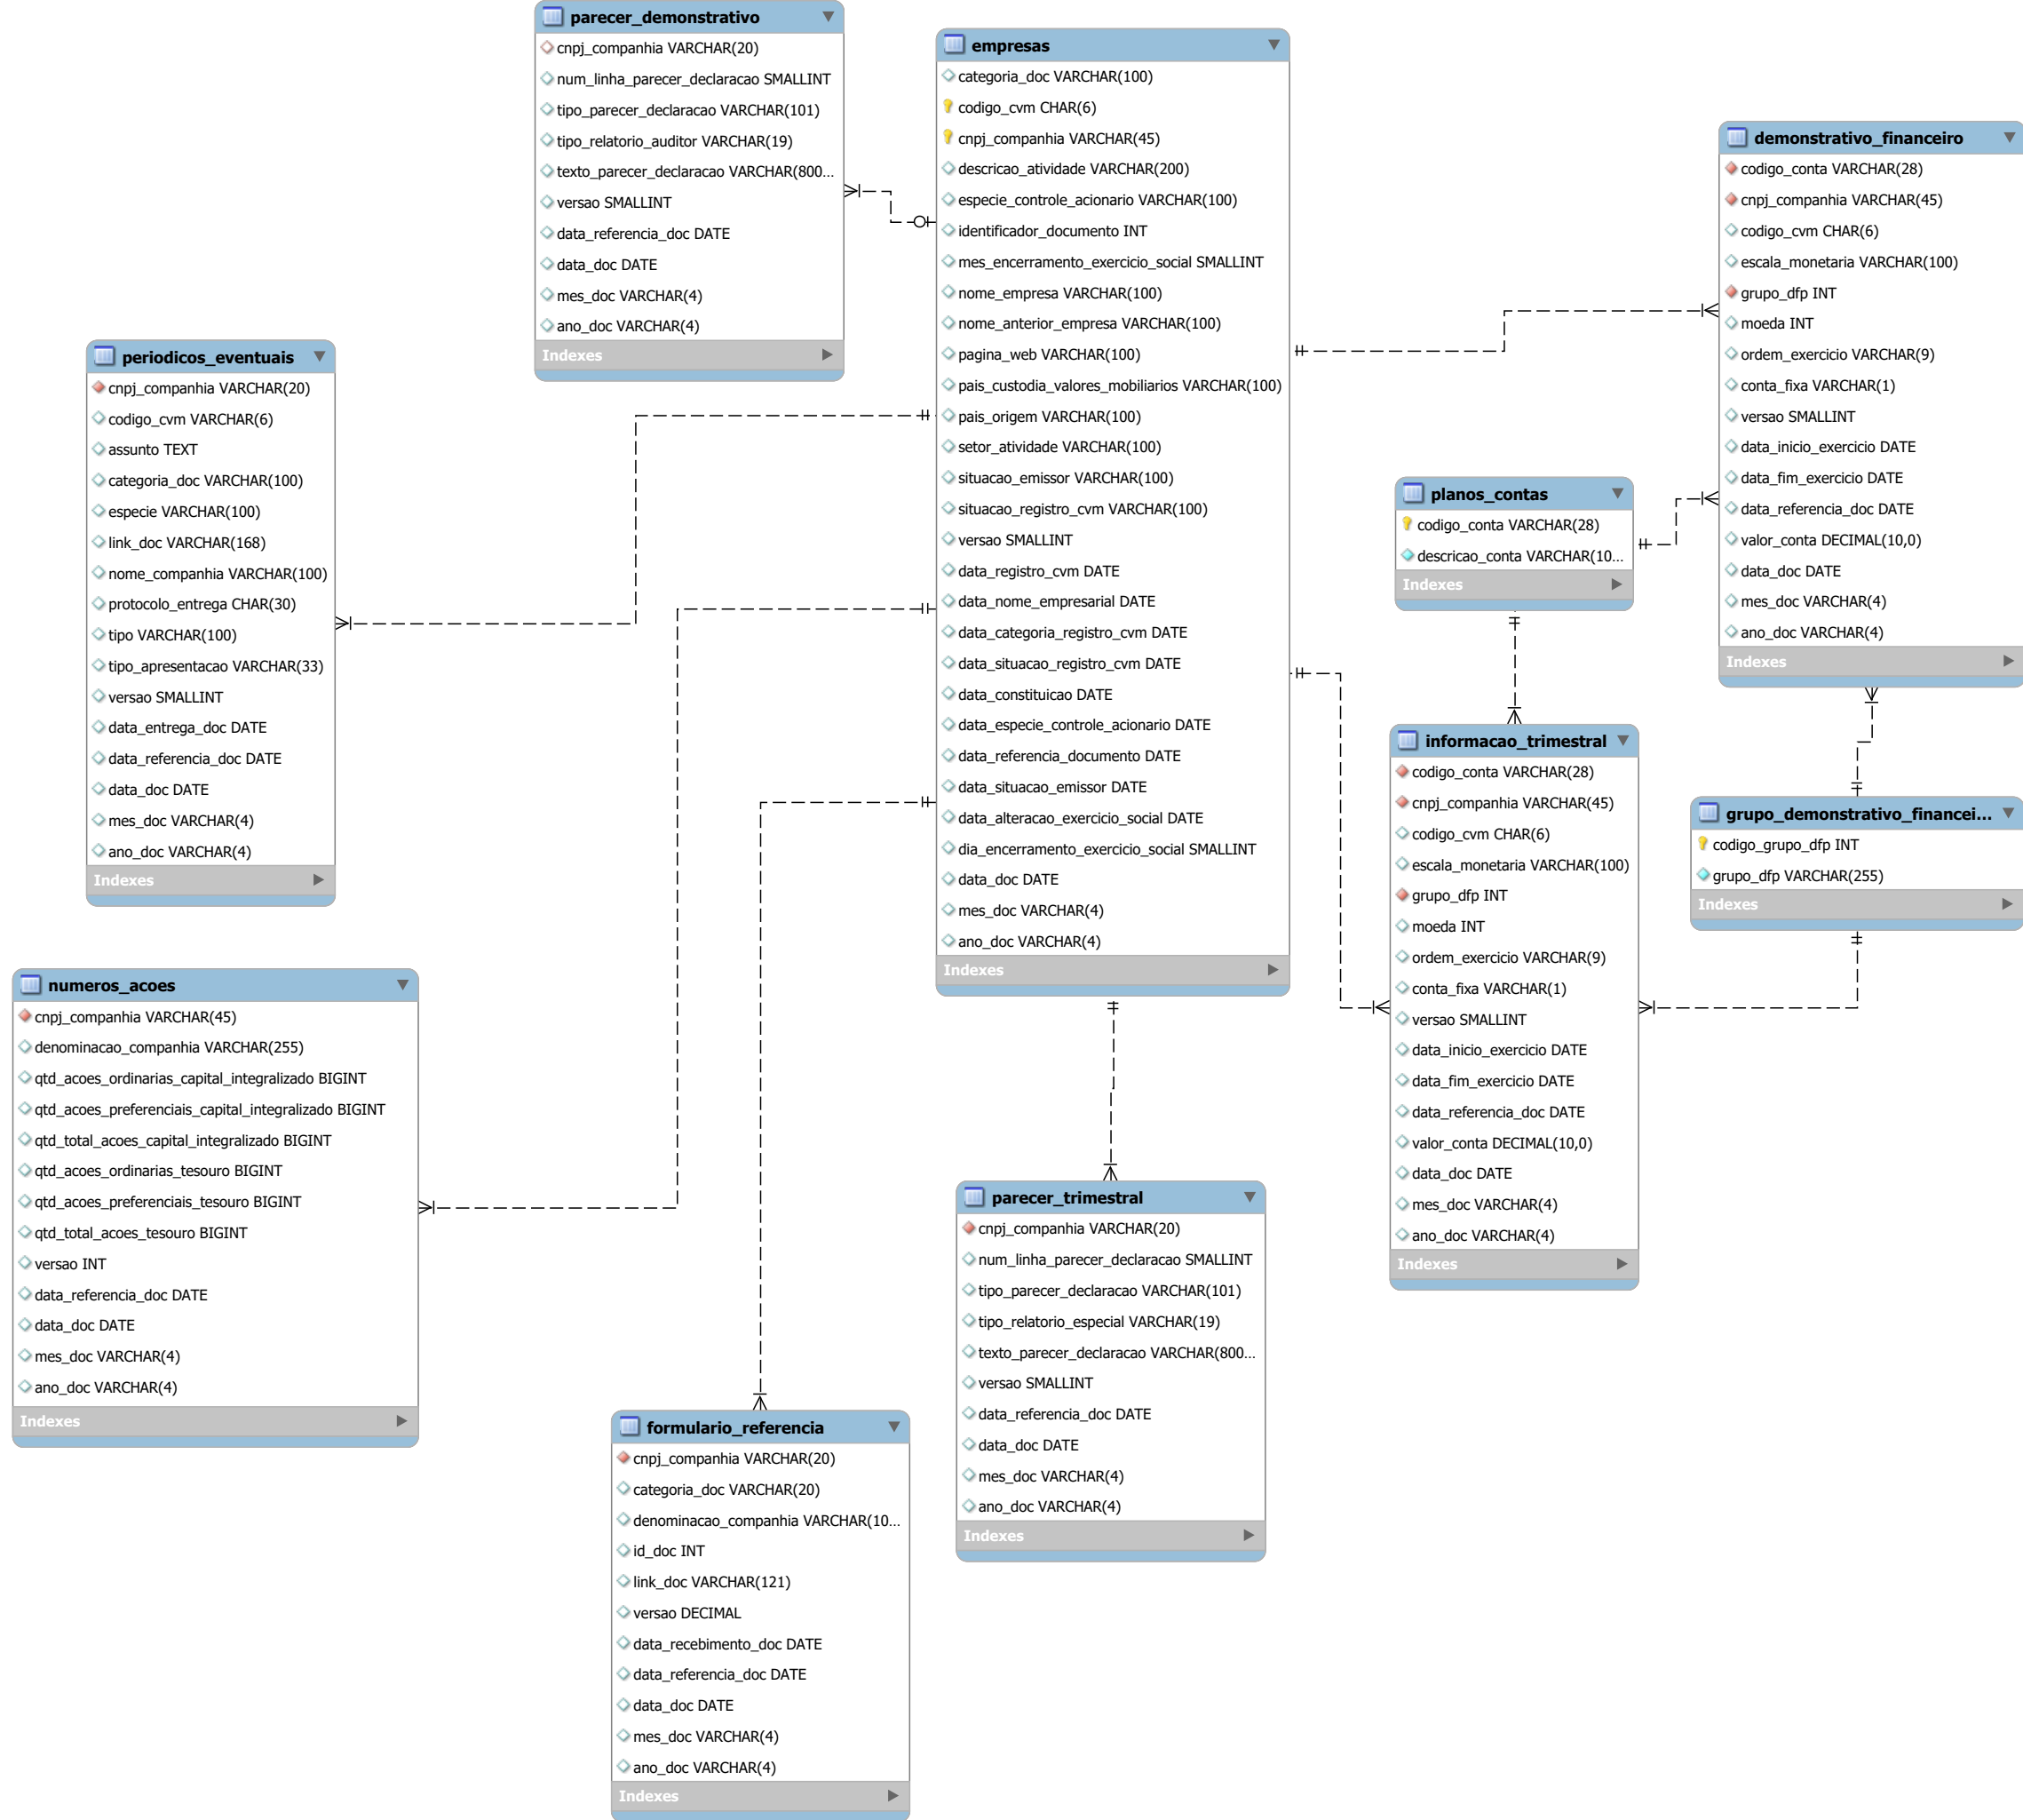 parecer_demonstrativo
cnpj_companhia VARCHAR(20)
num_linha_parecer_declaracao SMALLINT
tipo_parecer_declaracao VARCHAR(101)
tipo_relatorio_auditor VARCHAR(19)
texto_parecer_declaracao VARCHAR(800...
versao SMALLINT
data_referencia_doc DATE
data_doc DATE
mes_doc VARCHAR(4)
ano_doc VARCHAR(4)
Indexes
empresas
categoria_doc VARCHAR(100)
codigo_cvm CHAR(6)
cnpj_companhia VARCHAR(45)
descricao_atividade VARCHAR(200)
especie_controle_acionario VARCHAR(100)
identificador_documento INT
mes_encerramento_exercicio_social SMALLINT
nome_empresa VARCHAR(100)
nome_anterior_empresa VARCHAR(100)
pagina_web VARCHAR(100)
pais_custodia_valores_mobiliarios VARCHAR(100)
pais_origem VARCHAR(100)
setor_atividade VARCHAR(100)
situacao_emissor VARCHAR(100)
situacao_registro_cvm VARCHAR(100)
versao SMALLINT
data_registro_cvm DATE
data_nome_empresarial DATE
data_categoria_registro_cvm DATE
data_situacao_registro_cvm DATE
data_constituicao DATE
data_especie_controle_acionario DATE
data_referencia_documento DATE
data_situacao_emissor DATE
data_alteracao_exercicio_social DATE
dia_encerramento_exercicio_social SMALLINT
data_doc DATE
mes_doc VARCHAR(4)
ano_doc VARCHAR(4)
Indexes
demonstrativo_financeiro
codigo_conta VARCHAR(28)
cnpj_companhia VARCHAR(45)
codigo_cvm CHAR(6)
escala_monetaria VARCHAR(100)
grupo_dfp INT
moeda INT
ordem_exercicio VARCHAR(9)
conta_fixa VARCHAR(1)
versao SMALLINT
data_inicio_exercicio DATE
data_fim_exercicio DATE
data_referencia_doc DATE
valor_conta DECIMAL(10,0)
data_doc DATE
mes_doc VARCHAR(4)
ano_doc VARCHAR(4)
Indexes
periodicos_eventuais
cnpj_companhia VARCHAR(20)
codigo_cvm VARCHAR(6)
assunto TEXT
categoria_doc VARCHAR(100)
especie VARCHAR(100)
link_doc VARCHAR(168)
nome_companhia VARCHAR(100)
protocolo_entrega CHAR(30)
tipo VARCHAR(100)
tipo_apresentacao VARCHAR(33)
versao SMALLINT
data_entrega_doc DATE
data_referencia_doc DATE
data_doc DATE
mes_doc VARCHAR(4)
ano_doc VARCHAR(4)
Indexes
planos_contas
codigo_conta VARCHAR(28)
descricao_conta VARCHAR(10...
Indexes
informacao_trimestral
codigo_conta VARCHAR(28)
cnpj_companhia VARCHAR(45)
codigo_cvm CHAR(6)
escala_monetaria VARCHAR(100)
grupo_dfp INT
moeda INT
ordem_exercicio VARCHAR(9)
conta_fixa VARCHAR(1)
versao SMALLINT
data_inicio_exercicio DATE
data_fim_exercicio DATE
data_referencia_doc DATE
valor_conta DECIMAL(10,0)
data_doc DATE
mes_doc VARCHAR(4)
ano_doc VARCHAR(4)
Indexes
grupo_demonstrativo_financei...
codigo_grupo_dfp INT
grupo_dfp VARCHAR(255)
Indexes
numeros_acoes
cnpj_companhia VARCHAR(45)
denominacao_companhia VARCHAR(255)
qtd_acoes_ordinarias_capital_integralizado BIGINT
qtd_acoes_preferenciais_capital_integralizado BIGINT
qtd_total_acoes_capital_integralizado BIGINT
qtd_acoes_ordinarias_tesouro BIGINT
qtd_acoes_preferenciais_tesouro BIGINT
qtd_total_acoes_tesouro BIGINT
versao INT
data_referencia_doc DATE
data_doc DATE
mes_doc VARCHAR(4)
ano_doc VARCHAR(4)
Indexes
parecer_trimestral
cnpj_companhia VARCHAR(20)
num_linha_parecer_declaracao SMALLINT
tipo_parecer_declaracao VARCHAR(101)
tipo_relatorio_especial VARCHAR(19)
texto_parecer_declaracao VARCHAR(800...
versao SMALLINT
data_referencia_doc DATE
data_doc DATE
mes_doc VARCHAR(4)
ano_doc VARCHAR(4)
Indexes
formulario_referencia
cnpj_companhia VARCHAR(20)
categoria_doc VARCHAR(20)
denominacao_companhia VARCHAR(10...
id_doc INT
link_doc VARCHAR(121)
versao DECIMAL
data_recebimento_doc DATE
data_referencia_doc DATE
data_doc DATE
mes_doc VARCHAR(4)
ano_doc VARCHAR(4)
Indexes